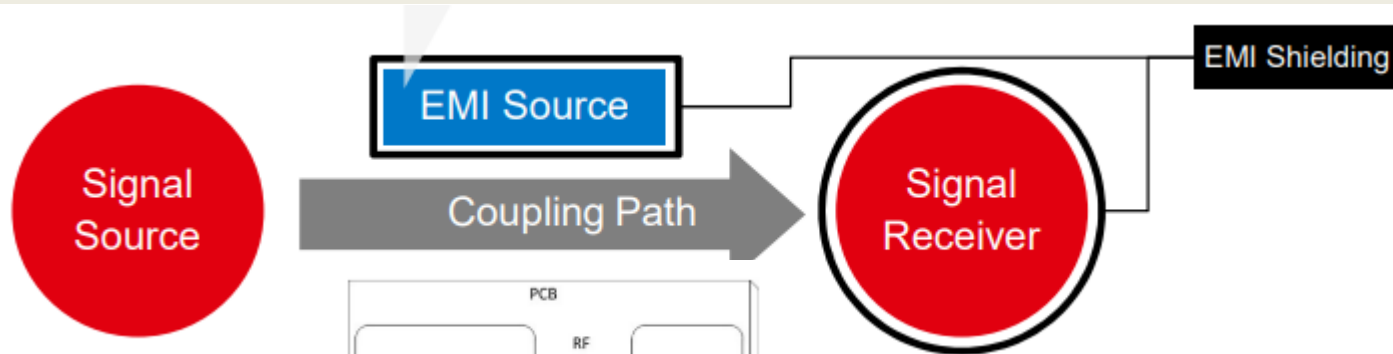 EMI Shielding
EMI Source
Signal
Source
Coupling Path
Signal
Receiver
PCB
RF